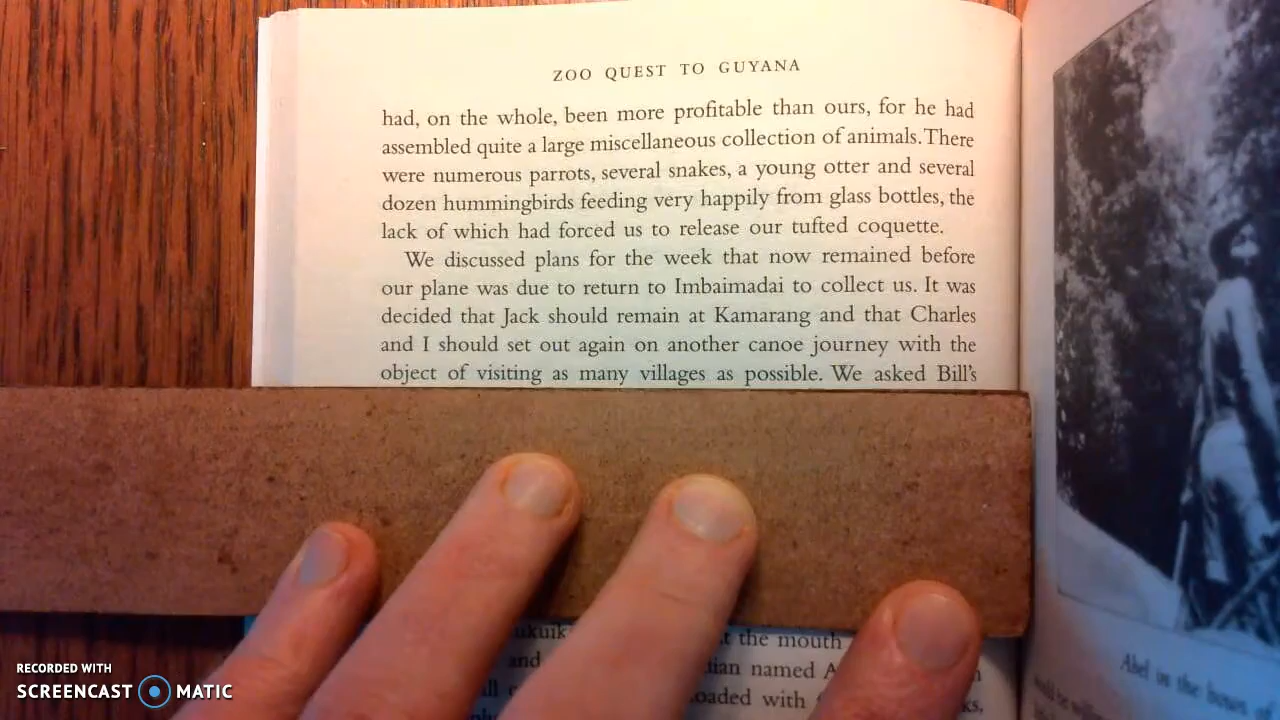 ZOO QUEST TO GUYANA
had, on the whole, been more profitable than ours, for he had
assembled quite a large miscellaneous collection of animals. There
were numerous parrots, several snakes, a young otter and several
dozen hummingbirds feeding very happily from glass bottles, the
lack of which had forced us to release our tufted coquette.
We discussed plans for the week that now remained before
our plane was due to return to Imbaimadai to collect us. It was
decided that Jack should remain at Kamarang and that Charles
and I should set out again on another canoe journey with the
object of visiting as many villages as possible. We asked Bill's
the mouth
and named
loaded with
Abel in the bows of
RECORDED WITH
SCREENCAST MATIC